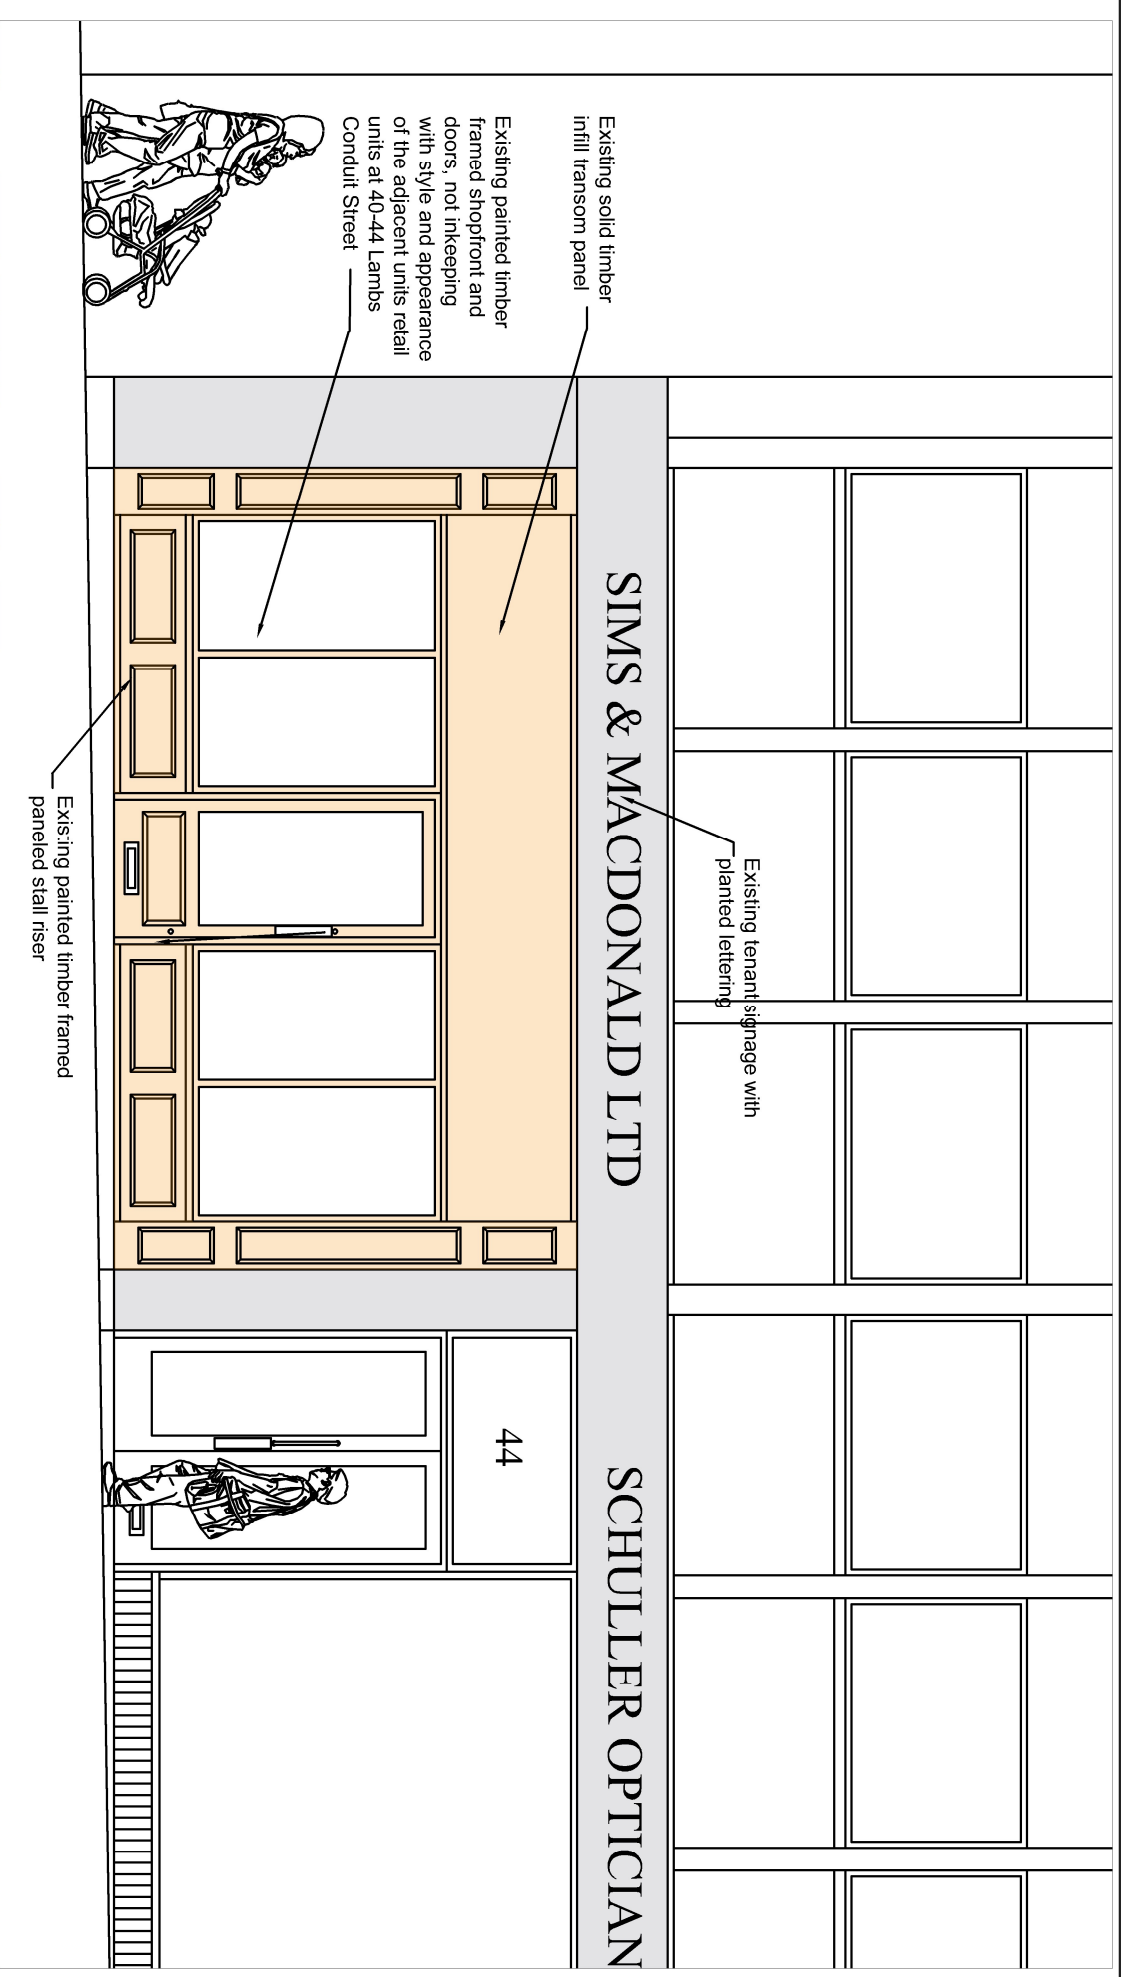 Existing tenant signage with
planted lettering
SIMS & MACDONALD LTD
SCHULLER OPTICIAN
Existing solid timber
infill transom panel
Existing painted timber
framed shopfront and
doors, not inkeeping
with style and appearance
of the adjacent units retail
units at 40-44 Lambs
Conduit Street
44
Existing painted timber framed
paneled stall riser